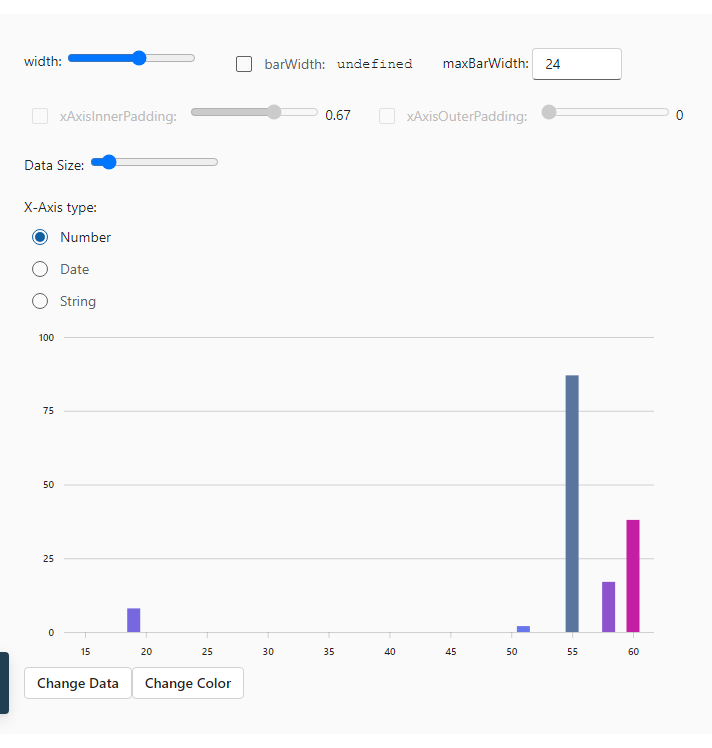 width: barWidth: undefined maxBarWidth: 24
xAxisInnerPadding: 0.67 xAxisOuterPadding: 0
Data Size:
X-Axis type:
Number
Date
String
100
75
50
25
0
15 20 25 30 35 40 45 50 55 60
Change Data Change Color